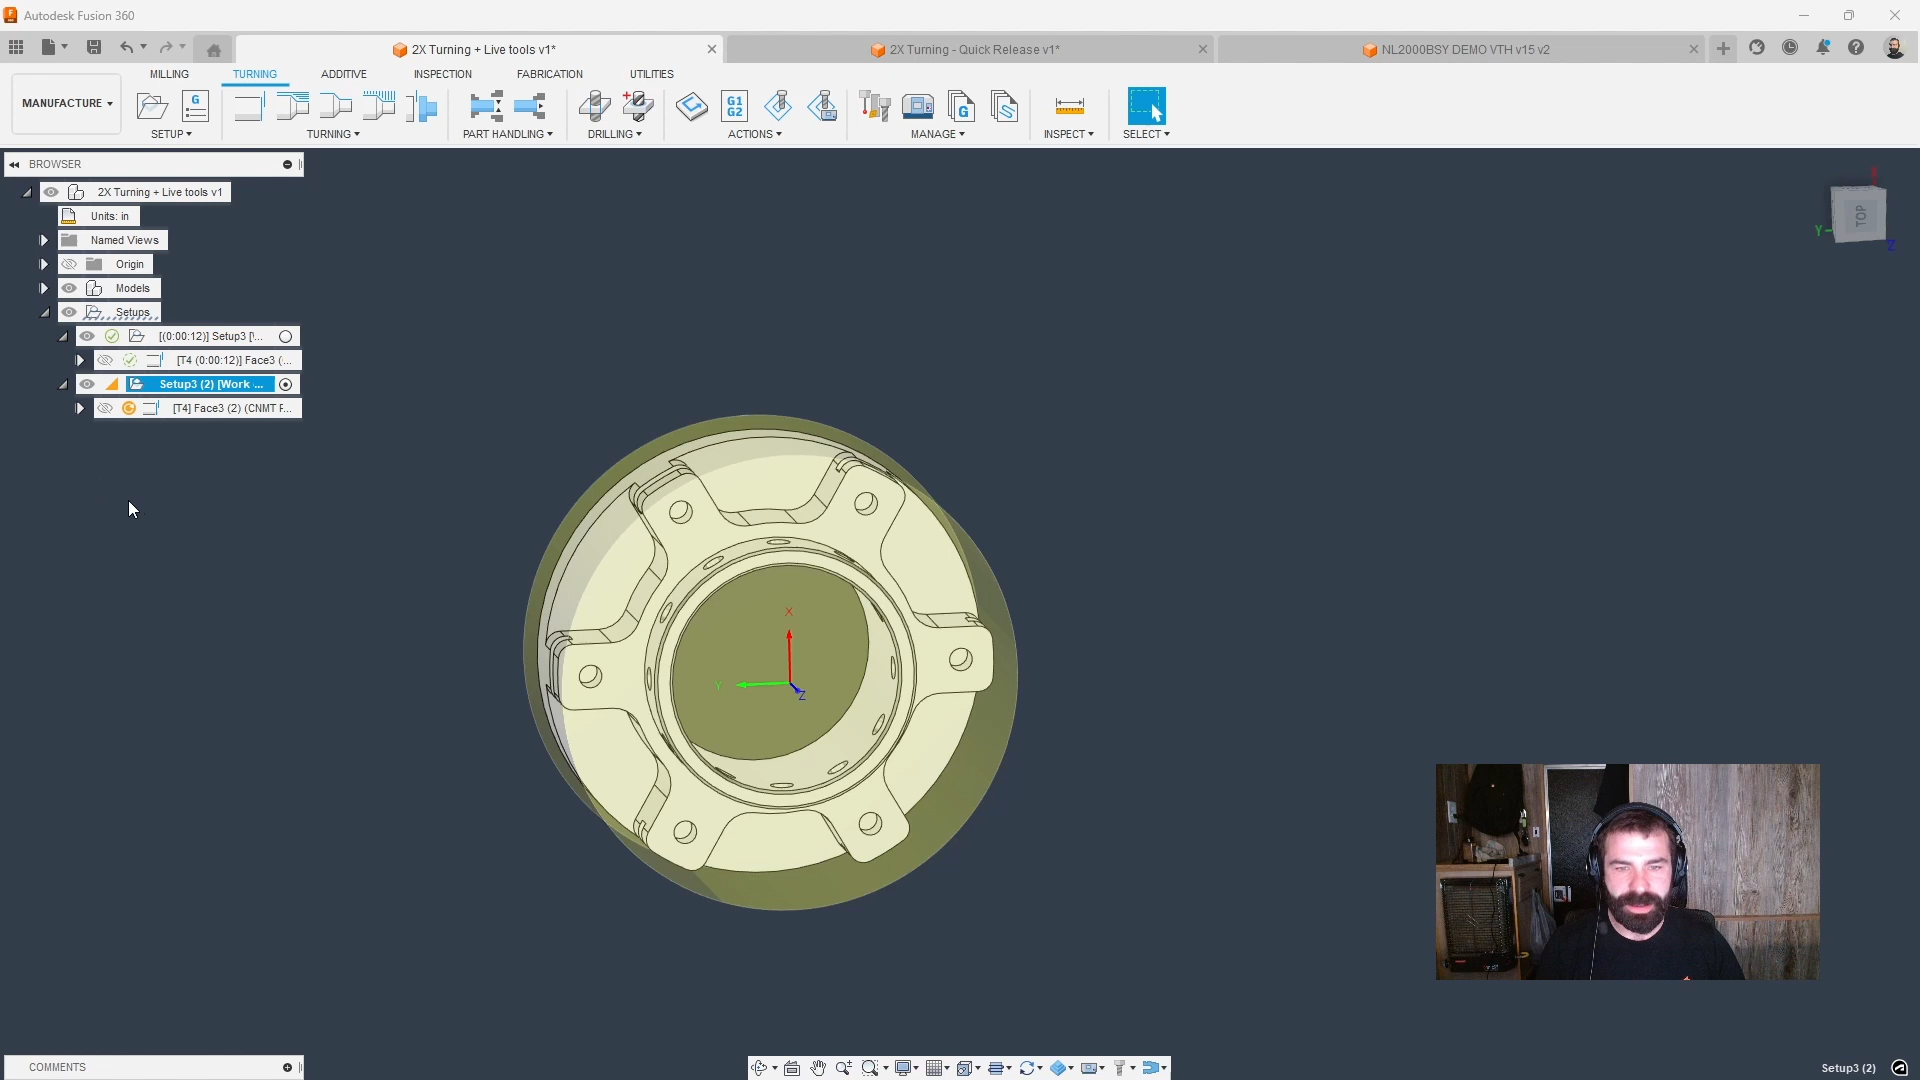 Autodesk Fusion 360
2X Turning + Live tools v1*
2X Turning - Quick Release v1*
NL2000BSY DEMO VTH v15 v2
MILLING
TURNING
ADDITIVE
INSPECTION
FABRICATION
UTILITIES
MANUFACTURE
G
G1
G2
G
SETUP
TURNING
PART HANDLING
DRILLING
ACTIONS
MANAGE
INSPECT
SELECT
BROWSER
2X Turning + Live tools v1
Units: in
Named Views
Origin
Models
Setups
[(0:00:12)] Setup3 [\...
[T4 (0:00:12)] Face3 (...
Setup3 (2) [Work ...
[T4] Face3 (2) (CNMT F...
TOP
Y
Z
X
Y
Z
COMMENTS
Setup3 (2)